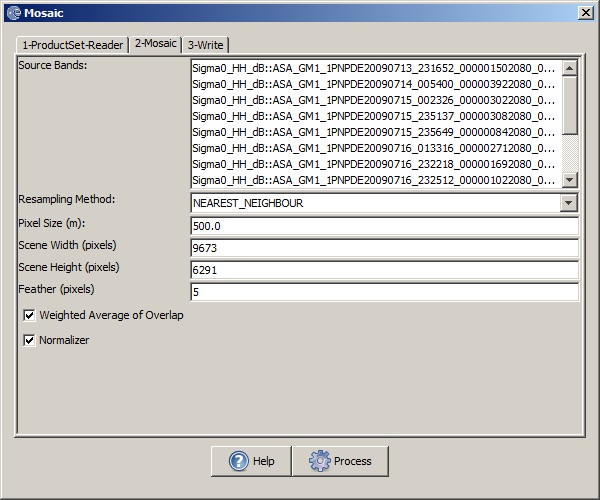 Mosaic
1-ProductSet-Reader 2-Mosaic 3-Write
Source Bands:
Sigma0_HH_dB::ASA_GM1_1PNPDE20090713_231652_000001502080_0...
Sigma0_HH_dB::ASA_GM1_1PNPDE20090714_005400_000003922080_0...
Sigma0_HH_dB::ASA_GM1_1PNPDE20090715_002326_000003022080_0...
Sigma0_HH_dB::ASA_GM1_1PNPDE20090715_235137_000003082080_0...
Sigma0_HH_dB::ASA_GM1_1PNPDE20090715_235649_000000842080_0...
Sigma0_HH_dB::ASA_GM1_1PNPDE20090716_013316_000002712080_0...
Sigma0_HH_dB::ASA_GM1_1PNPDE20090716_232218_000001692080_0...
Sigma0_HH_dB::ASA_GM1_1PNPDE20090716_232512_000001022080_0...
Resampling Method: NEAREST_NEIGHBOUR
Pixel Size (m): 500.0
Scene Width (pixels) 9673
Scene Height (pixels) 6291
Feather (pixels) 5
Weighted Average of Overlap
Normalizer
Help Process